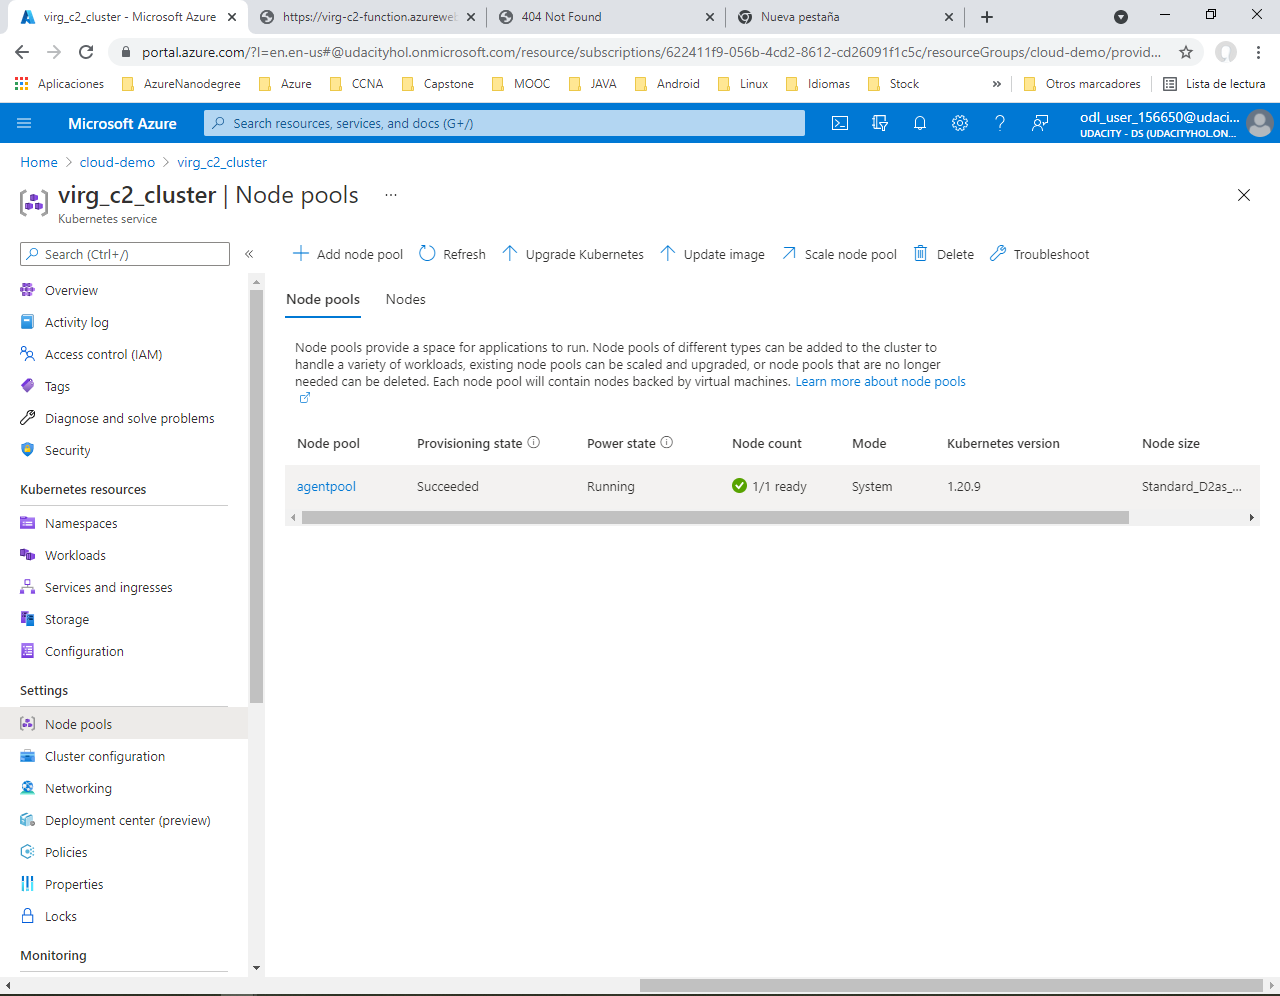 virg_c2_cluster - Microsoft Azure
https://virg-c2-function.azureweb
404 Not Found
Nueva pestaña
portal.azure.com/?l=en.en-us#@udacityhol.onmicrosoft.com/resource/subscriptions/622411f9-056b-4cd2-8612-cd26091f1c5c/resourceGroups/cloud-demo/provid...
Aplicaciones AzureNanodegree Azure CCNA Capstone MOOC JAVA Android Linux Idiomas Stock » Otros marcadores Lista de lectura
Microsoft Azure
Search resources, services, and docs (G+/)
odl_user_156650@udaci...
UDACITY - DS (UDACITYHOL.ON...
Home > cloud-demo > virg_c2_cluster
virg_c2_cluster | Node pools ...
Kubernetes service
Search (Ctrl+/) «
Add node pool Refresh Upgrade Kubernetes Update image Scale node pool Delete Troubleshoot
Overview
Activity log
Access control (IAM)
Tags
Diagnose and solve problems
Security
Kubernetes resources
Namespaces
Workloads
Services and ingresses
Storage
Configuration
Settings
Node pools
Cluster configuration
Networking
Deployment center (preview)
Policies
Properties
Locks
Monitoring
Node pools Nodes
Node pools provide a space for applications to run. Node pools of different types can be added to the cluster to
handle a variety of workloads, existing node pools can be scaled and upgraded, or node pools that are no longer
needed can be deleted. Each node pool will contain nodes backed by virtual machines. Learn more about node pools
Node pool Provisioning state Power state Node count Mode Kubernetes version Node size
agentpool Succeeded Running 1/1 ready System 1.20.9 Standard_D2as_...